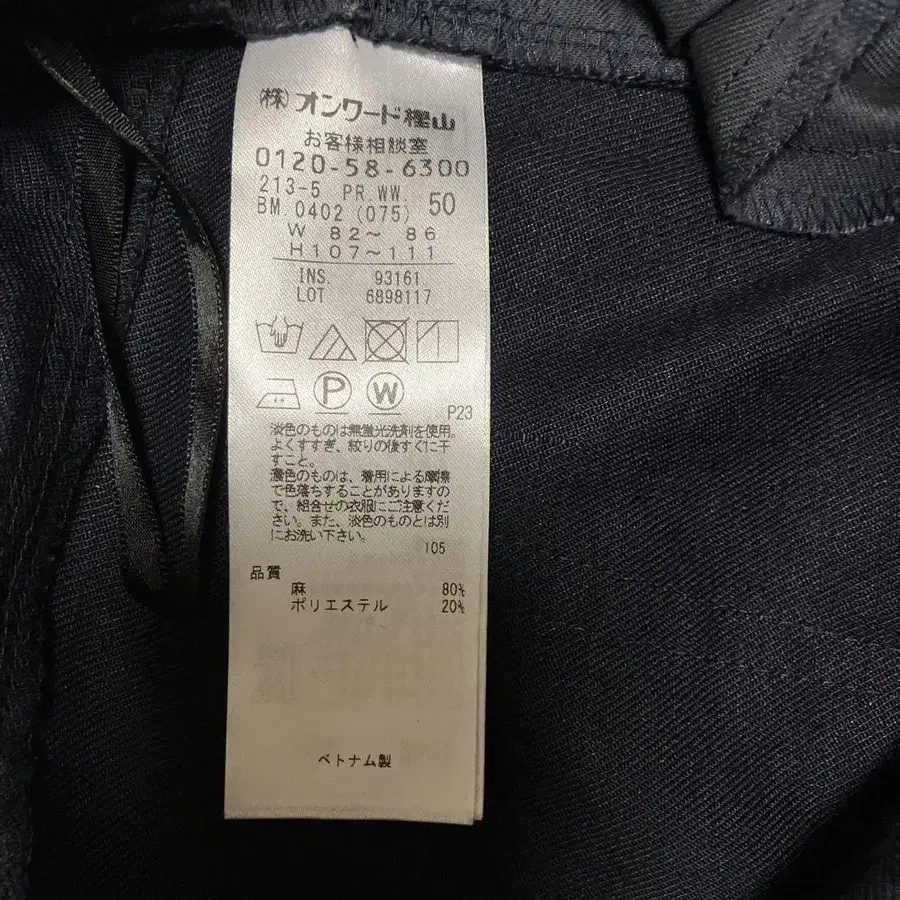 (株)オンワード樫山
お客様相談室
0120-58-6300
213-5 PR.WW. 50
BM.0402 (075)
W 82〜 86
H107〜111
INS. 93161
LOT 6898117
P W
P23
淡色のものは無蛍光洗剤を使用。
よくすすぎ、絞りの後すぐに干
すこと。
濃色のものは、着用による摩擦
で色落ちすることがありますの
で、組合せの衣服にご注意くだ
さい。また、淡色のものとは別
にお洗い下さい。
105
品質
麻 80%
ポリエステル 20%
ベトナム製